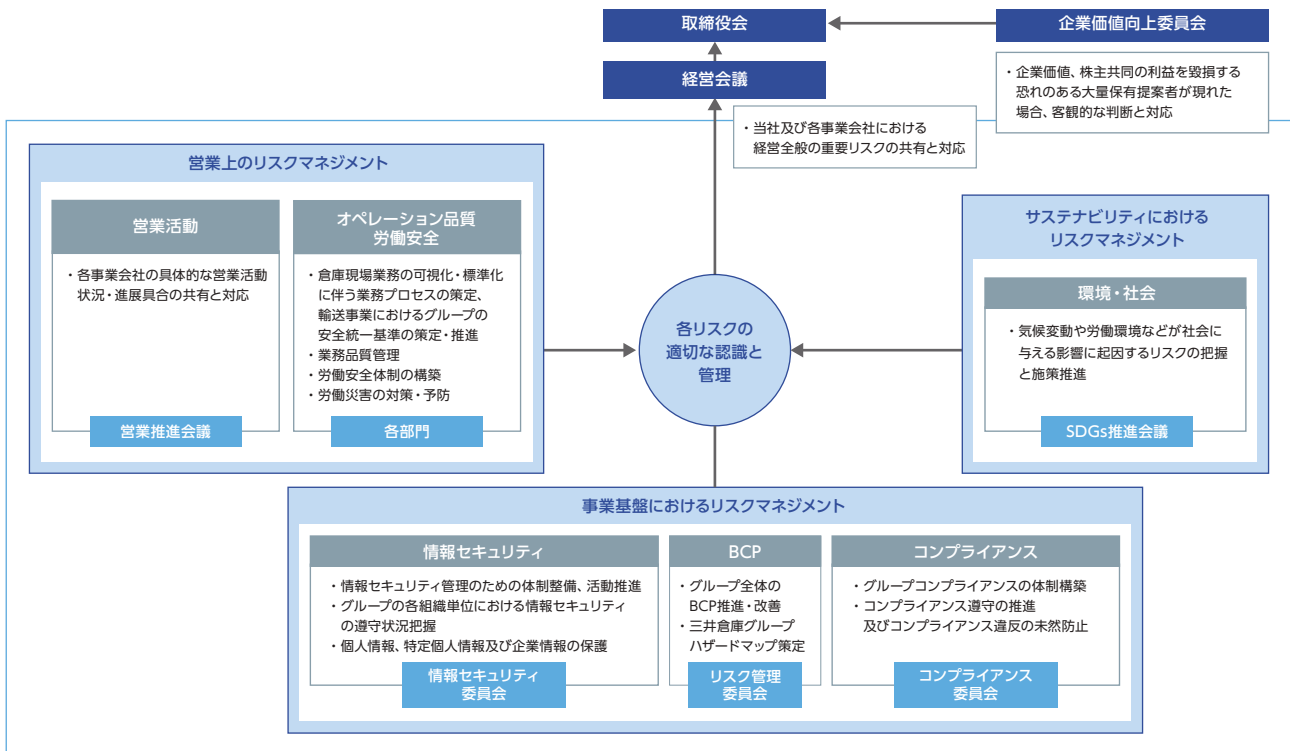 取締役会
企業価値向上委員会
経営会議
・企業価値、株主共同の利益を毀損する
恐れのある大量保有提案者が現れた
場合、客観的な判断と対応
・当社及び各事業会社における
経営全般の重要リスクの共有と対応
営業上のリスクマネジメント
営業活動
・各事業会社の具体的な営業活動
状況・進展具合の共有と対応
営業推進会議
オペレーション品質
労働安全
・倉庫現場業務の可視化・標準化
に伴う業務プロセスの策定、
輸送事業におけるグループの
安全統一基準の策定・推進
・業務品質管理
・労働安全体制の構築
・労働災害の対策・予防
各部門
各リスクの
適切な認識と
管理
サステナビリティにおける
リスクマネジメント
環境・社会
・気候変動や労働環境などが社会に
与える影響に起因するリスクの把握
と施策推進
SDGs推進会議
事業基盤におけるリスクマネジメント
情報セキュリティ
・情報セキュリティ管理のための体制整備、活動推進
・グループの各組織単位における情報セキュリティ
の遵守状況把握
・個人情報、特定個人情報及び企業情報の保護
情報セキュリティ
委員会
BCP
・グループ全体の
BCP推進・改善
・三井倉庫グループ
ハザードマップ策定
リスク管理
委員会
コンプライアンス
・グループコンプライアンスの体制構築
・コンプライアンス遵守の推進
及びコンプライアンス違反の未然防止
コンプライアンス
委員会